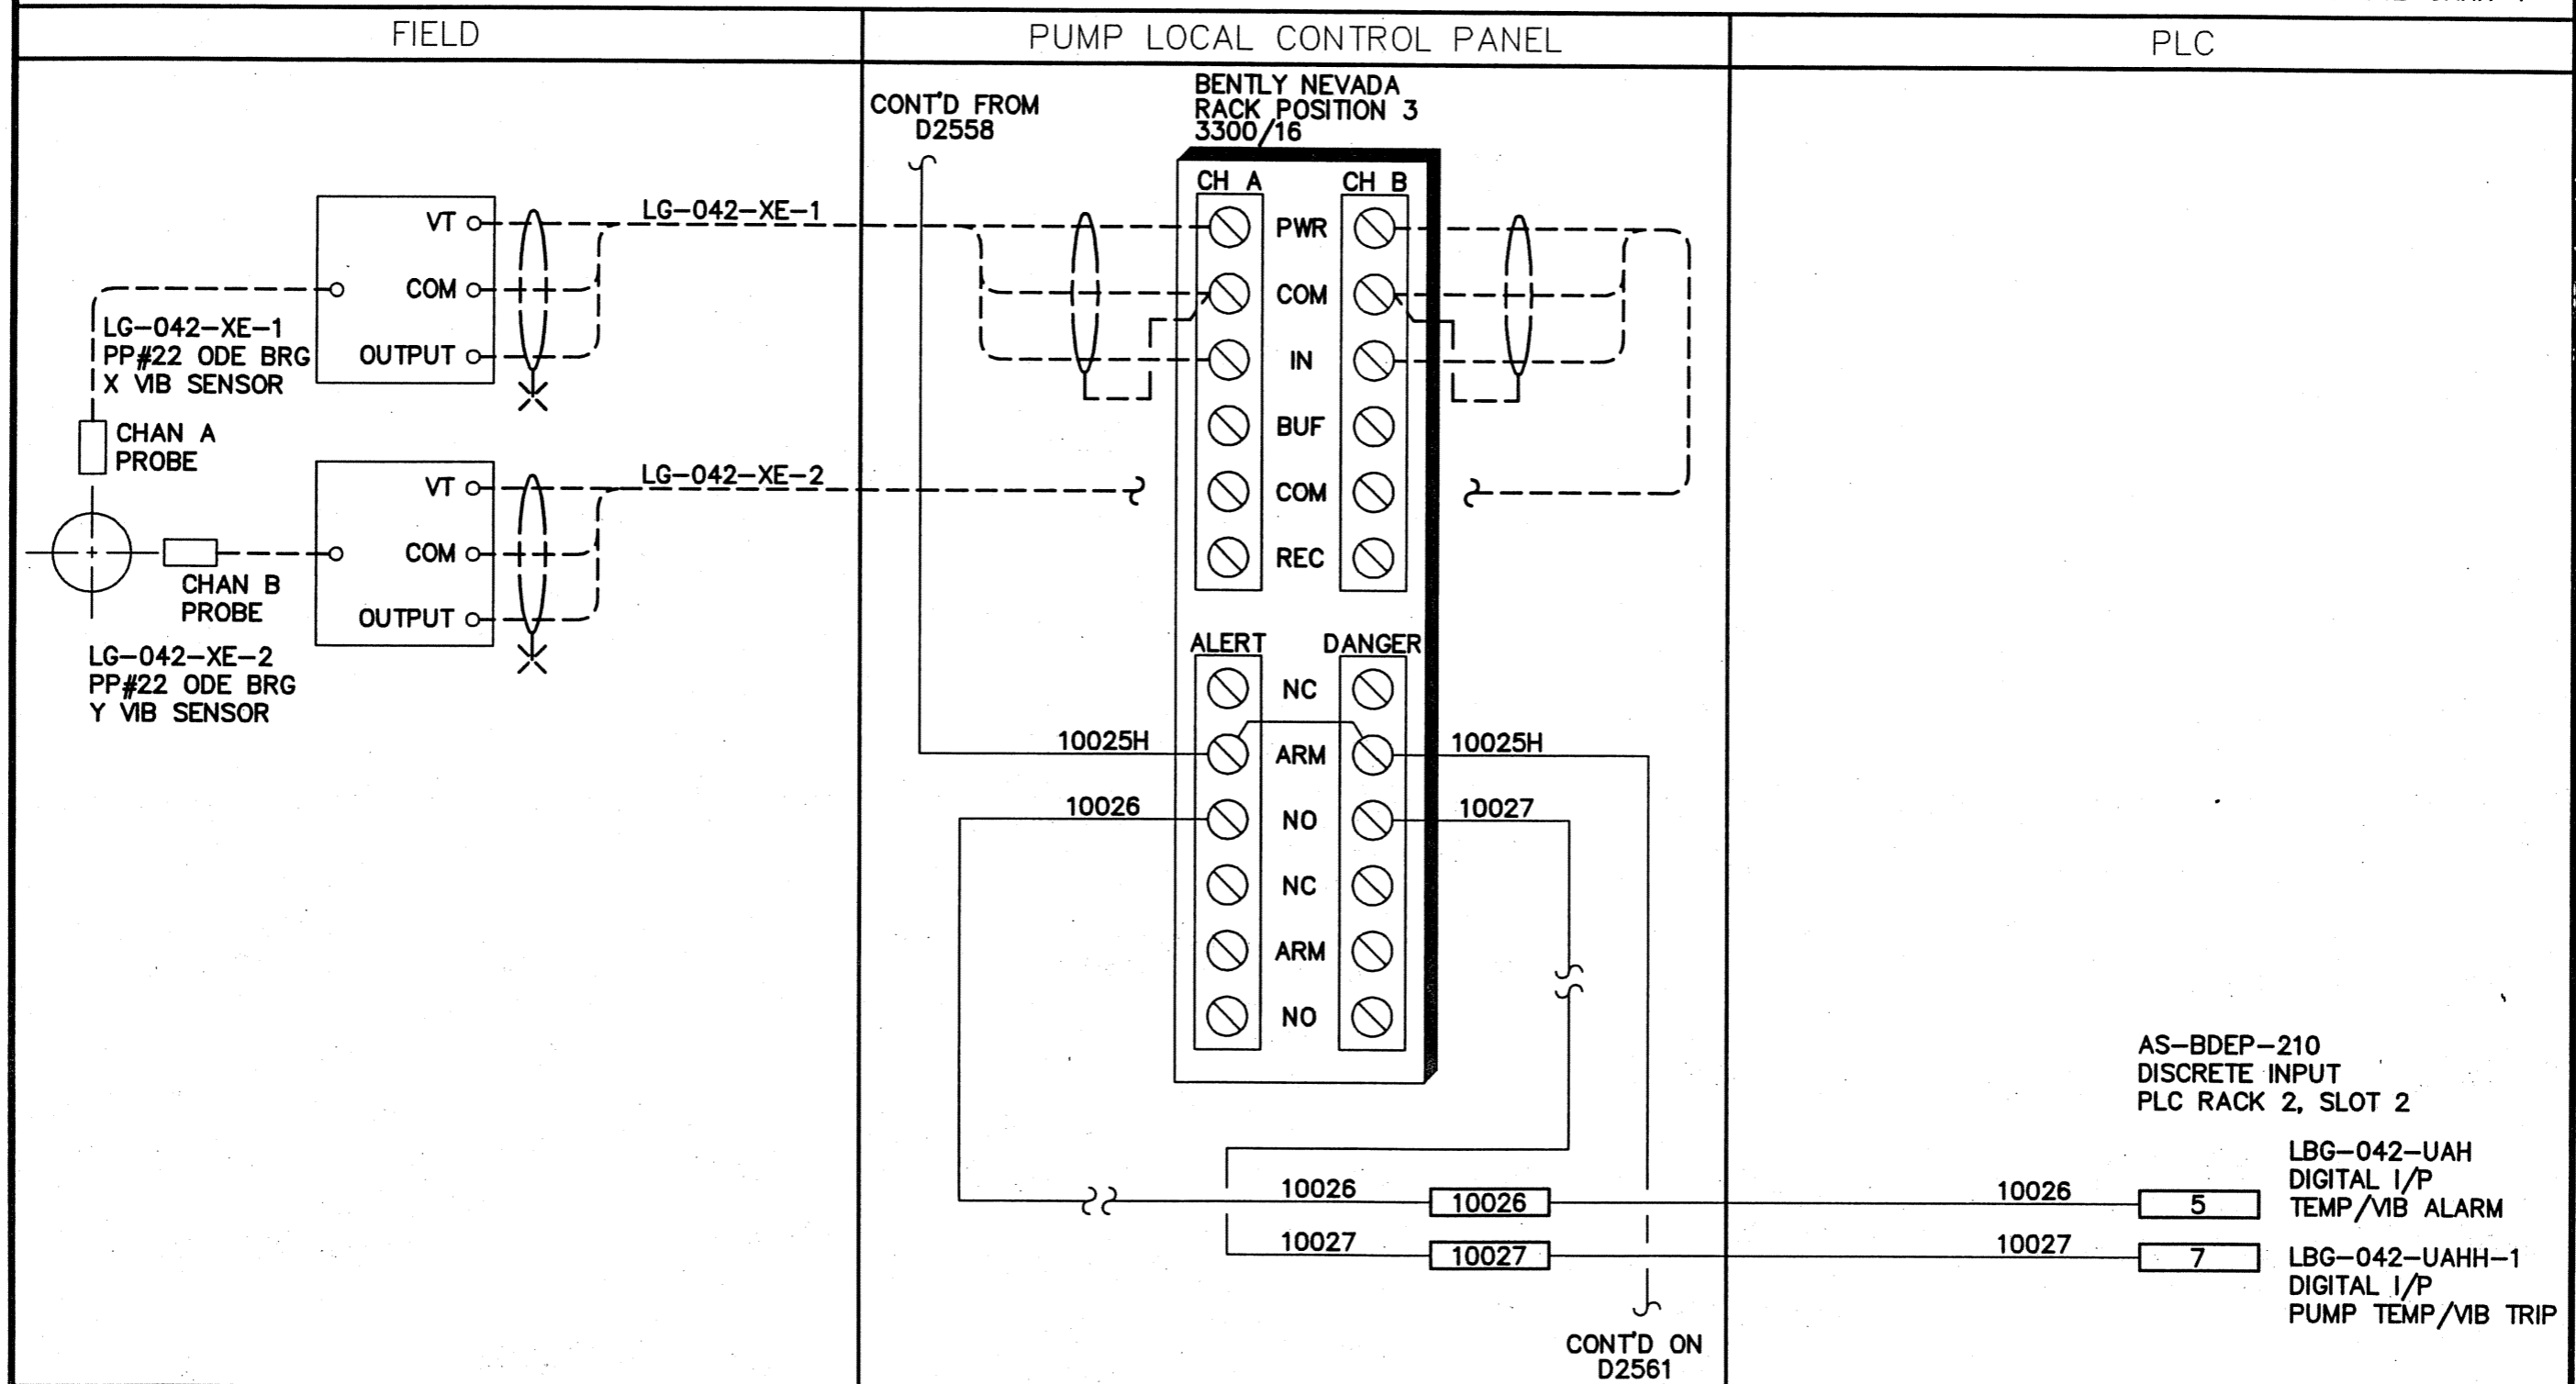 FIELD
PUMP LOCAL CONTROL PANEL
PLC
CONT'D FROM
D2558
BENTLY NEVADA
RACK POSITION 3
3300/16
CH A
CH B
VT
COM
OUTPUT
LG-042-XE-1
LG-042-XE-1
PP#22 ODE BRG
X VIB SENSOR
CHAN A
PROBE
VT
COM
OUTPUT
LG-042-XE-2
CHAN B
PROBE
LG-042-XE-2
PP#22 ODE BRG
Y VIB SENSOR
PWR
COM
IN
BUF
COM
REC
ALERT
DANGER
NC
10025H
ARM
10025H
10026
NO
10027
NC
ARM
NO
AS-BDEP-210
DISCRETE INPUT
PLC RACK 2, SLOT 2
10026
10026
10026
5
LBG-042-UAH
DIGITAL I/P
TEMP/VIB ALARM
10027
10027
10027
7
LBG-042-UAHH-1
DIGITAL I/P
PUMP TEMP/VIB TRIP
CONT'D ON
D2561